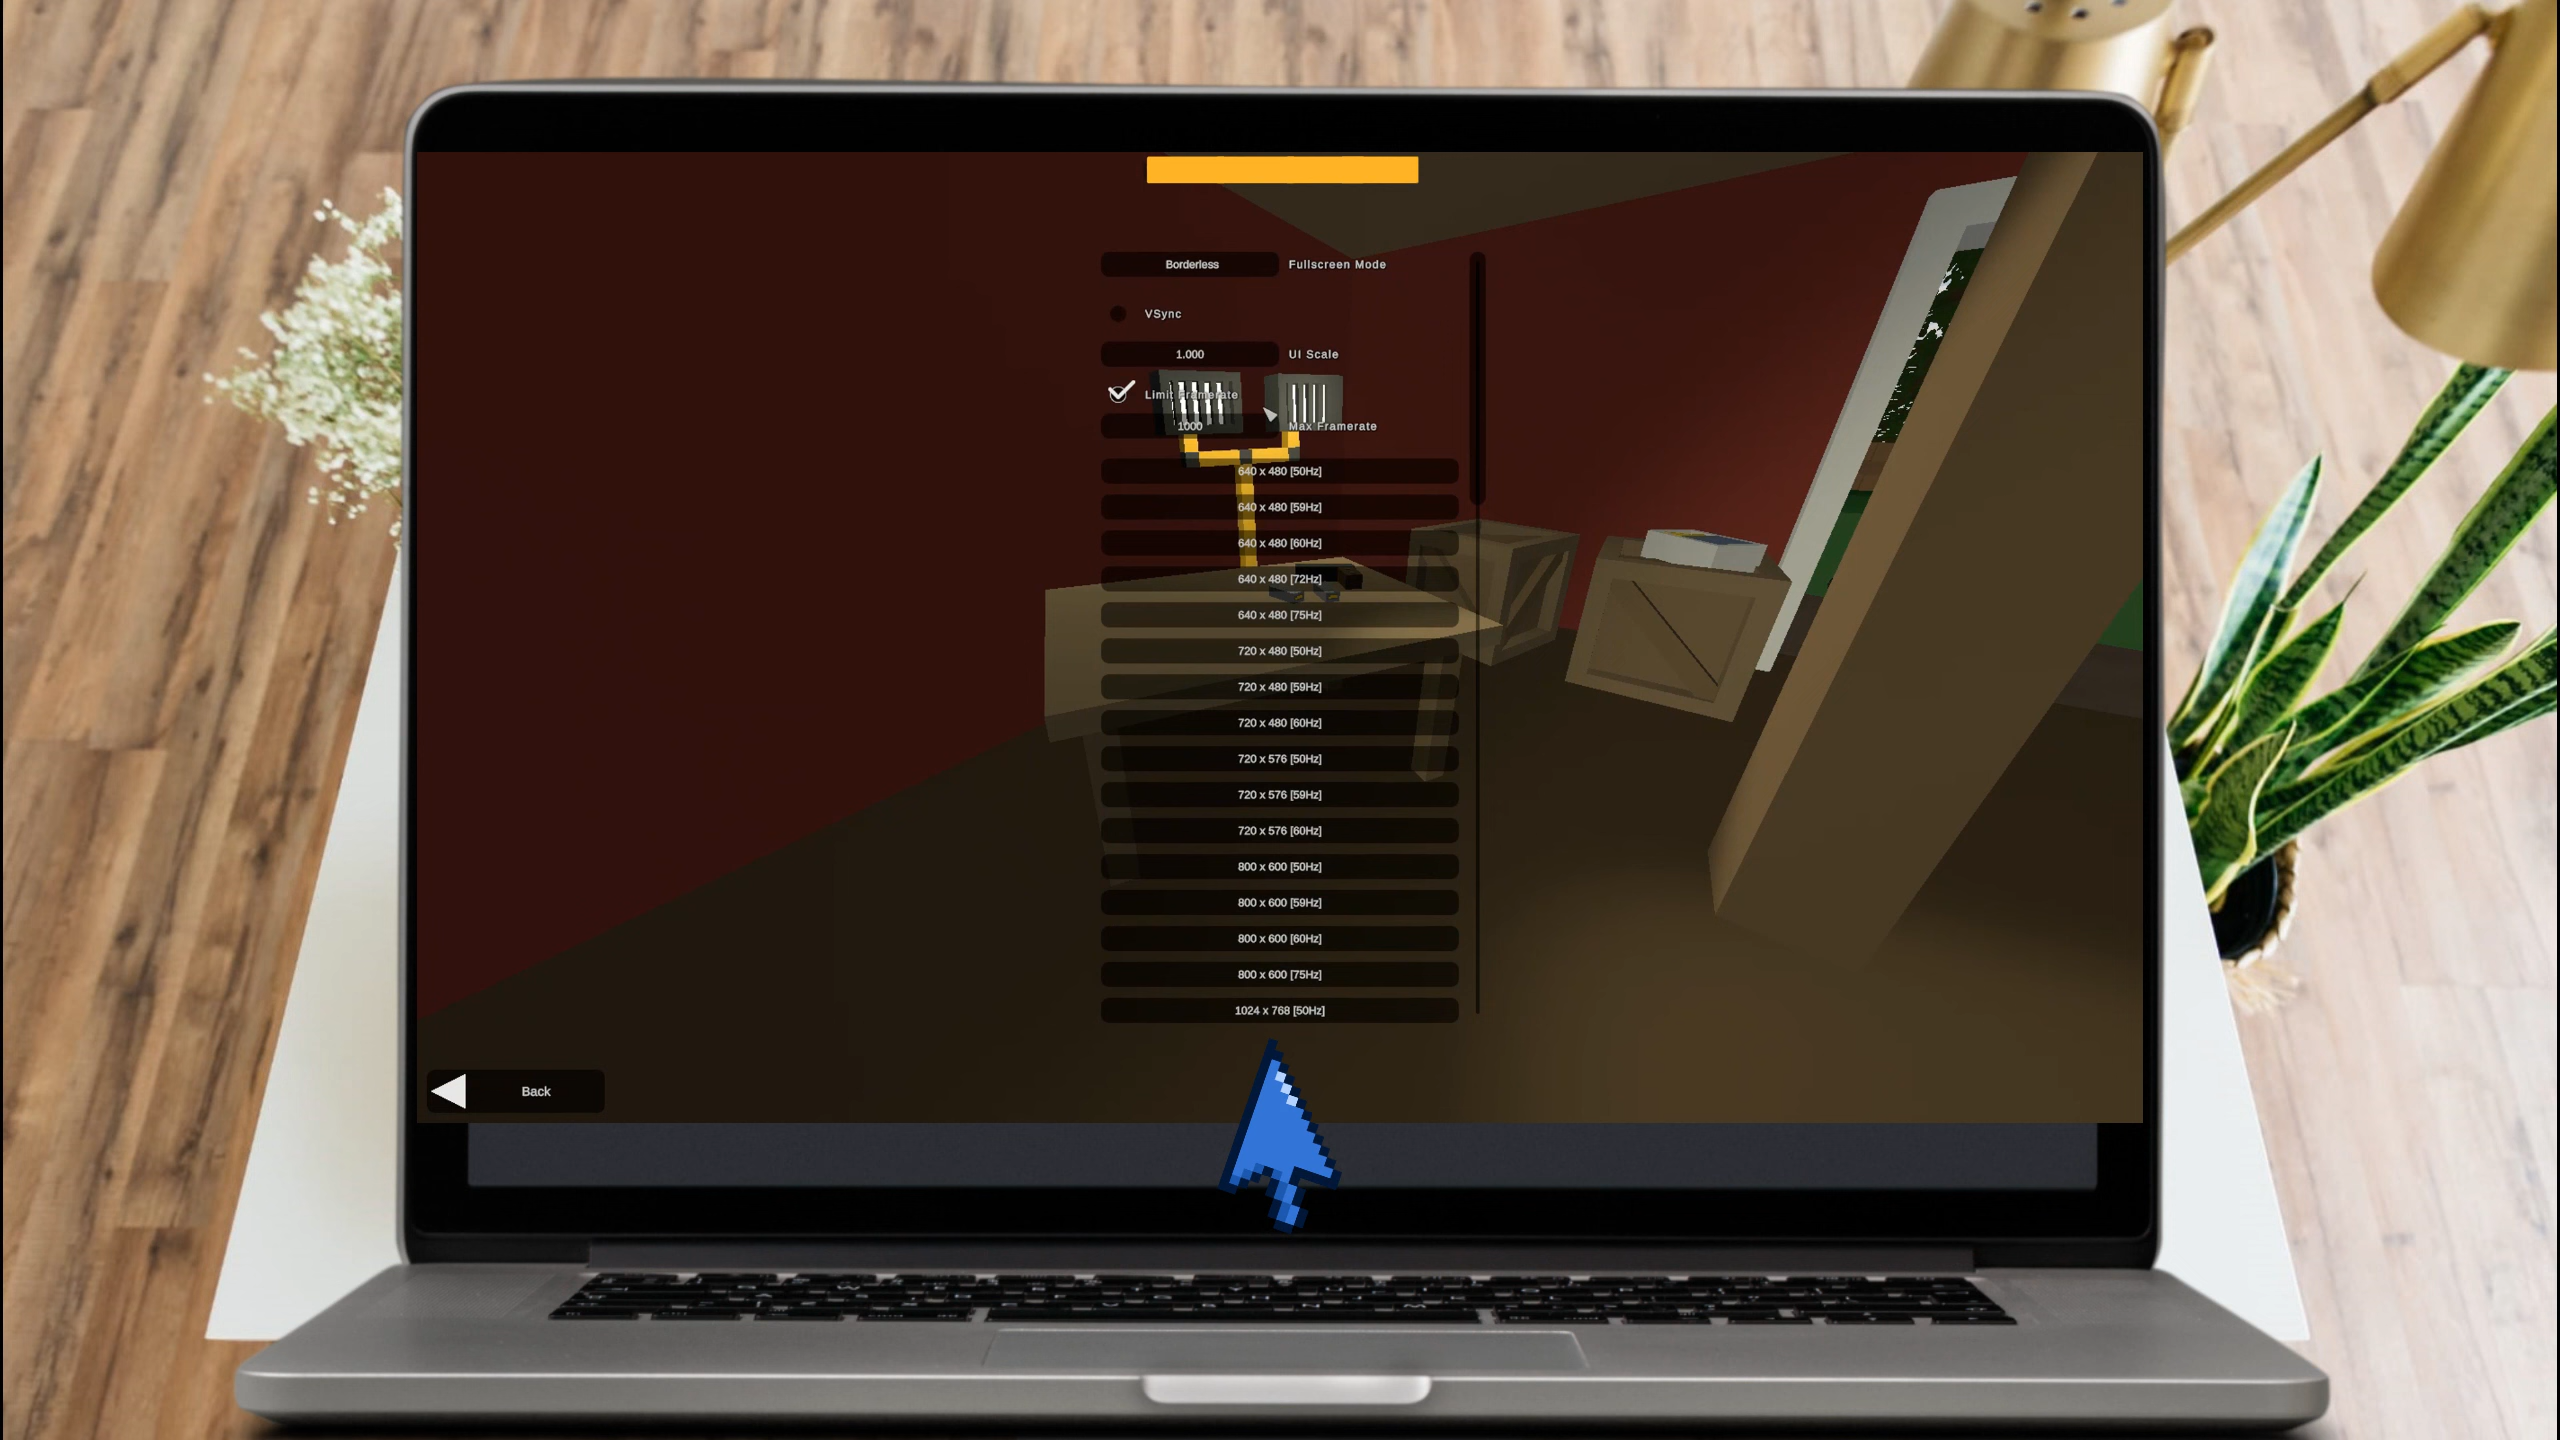 Borderless Fullscreen Mode
VSync
1.000 UI Scale
Limit Framerate
1000 Max Framerate
640 x 480 [50Hz]
640 x 480 [59Hz]
640 x 480 [60Hz]
640 x 480 [72Hz]
640 x 480 [75Hz]
720 x 480 [50Hz]
720 x 480 [59Hz]
720 x 480 [60Hz]
720 x 576 [50Hz]
720 x 576 [59Hz]
720 x 576 [60Hz]
800 x 600 [50Hz]
800 x 600 [59Hz]
800 x 600 [60Hz]
800 x 600 [75Hz]
1024 x 768 [50Hz]
Back